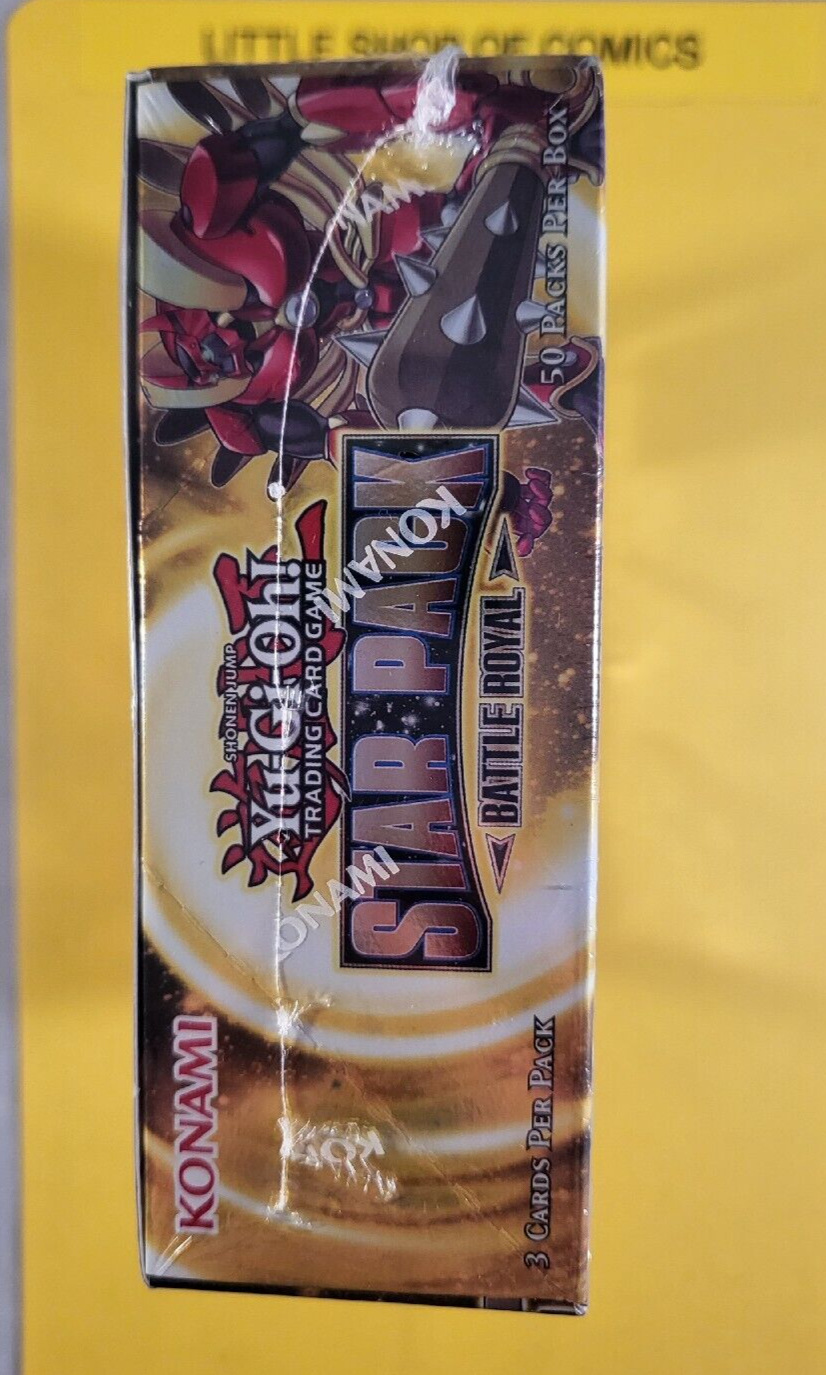 LITTLE SHOP OF COMICS
KONAMI
SHONEN JUMP
Yu-Gi-Oh!
TRADING CARD GAME
STAR PACK
BATTLE ROYAL
3 CARDS PER PACK
50 PACKS PER BOX
KONAMI
KONAMI